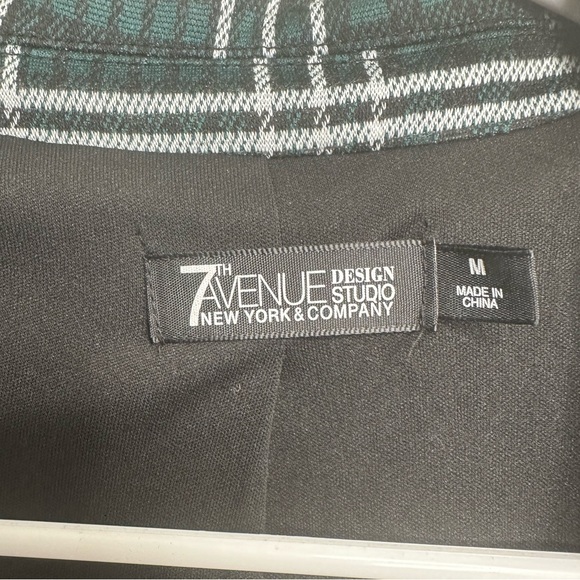 7TH AVENUE DESIGN STUDIO
NEW YORK & COMPANY
M
MADE IN
CHINA